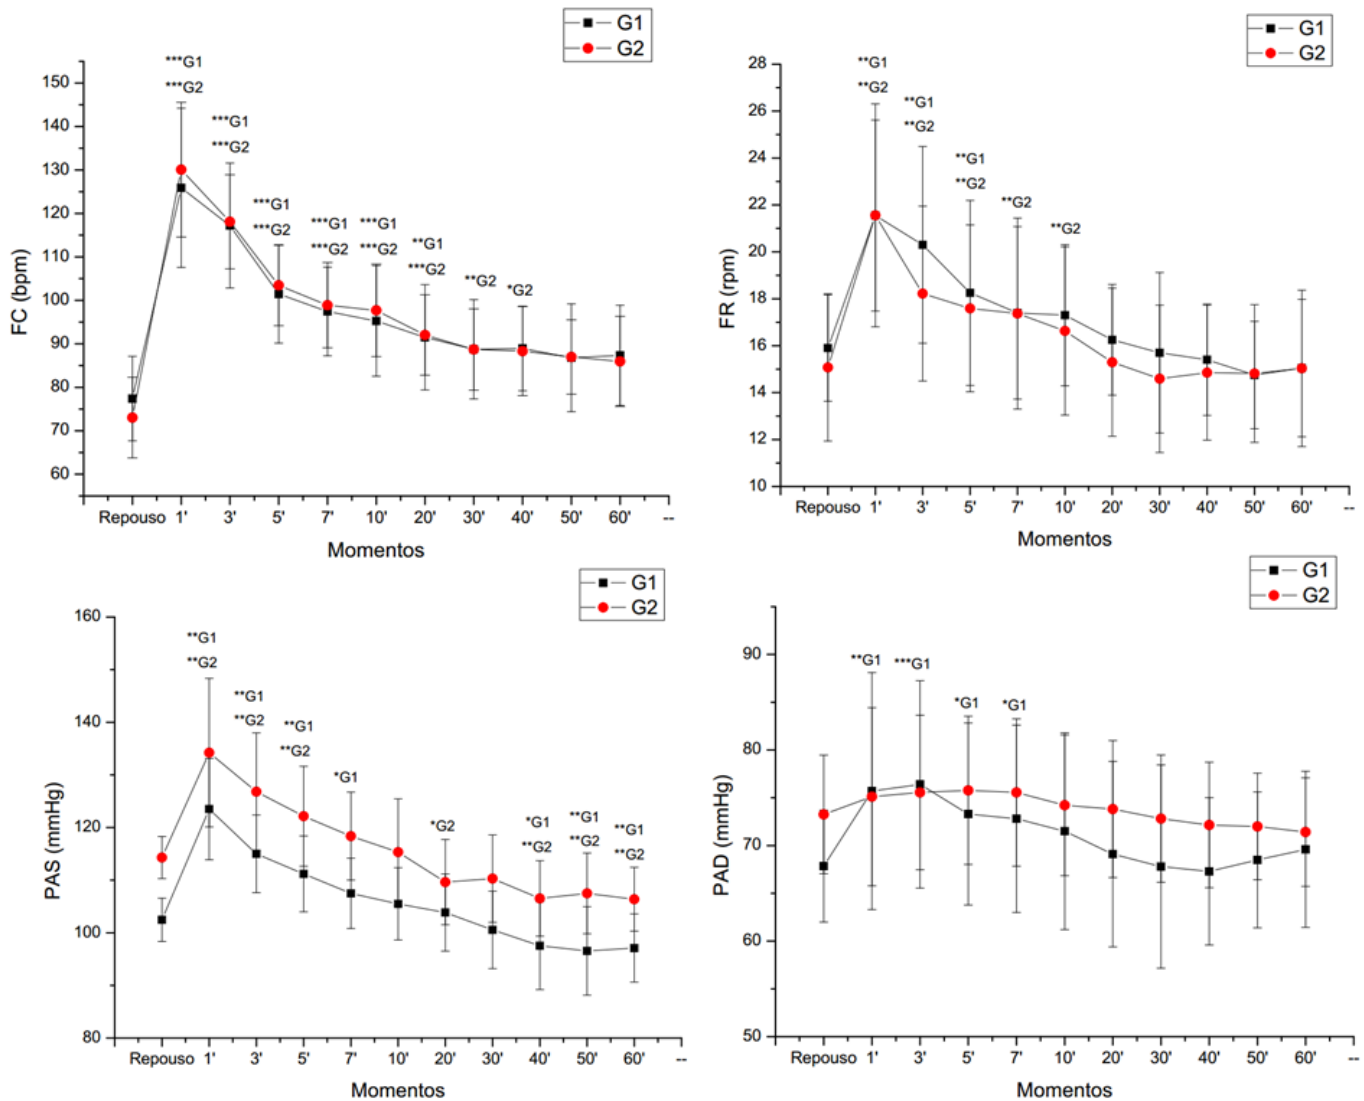 G1
G2
150
140
130
120
110
100
90
80
70
60
FC (bpm)
***G1
***G2
***G1
***G2
***G1
***G2
***G1
***G2
***G1
***G2
**G1
***G2
**G2
*G2
Repouso 1' 3' 5' 7' 10' 20' 30' 40' 50' 60' --
Momentos
G1
G2
28
26
24
22
20
18
16
14
12
10
FR (rpm)
**G1
**G2
**G1
**G2
**G1
**G2
**G2
**G2
Repouso 1' 3' 5' 7' 10' 20' 30' 40' 50' 60' --
Momentos
G1
G2
160
140
120
100
80
PAS (mmHg)
**G1
**G2
**G1
**G2
**G1
**G2
*G1
*G2
*G1
**G2
**G1
**G2
**G1
**G2
Repouso 1' 3' 5' 7' 10' 20' 30' 40' 50' 60' --
Momentos
G1
G2
90
80
70
60
50
PAD (mmHg)
**G1
***G1
*G1
*G1
Repouso 1' 3' 5' 7' 10' 20' 30' 40' 50' 60' --
Momentos